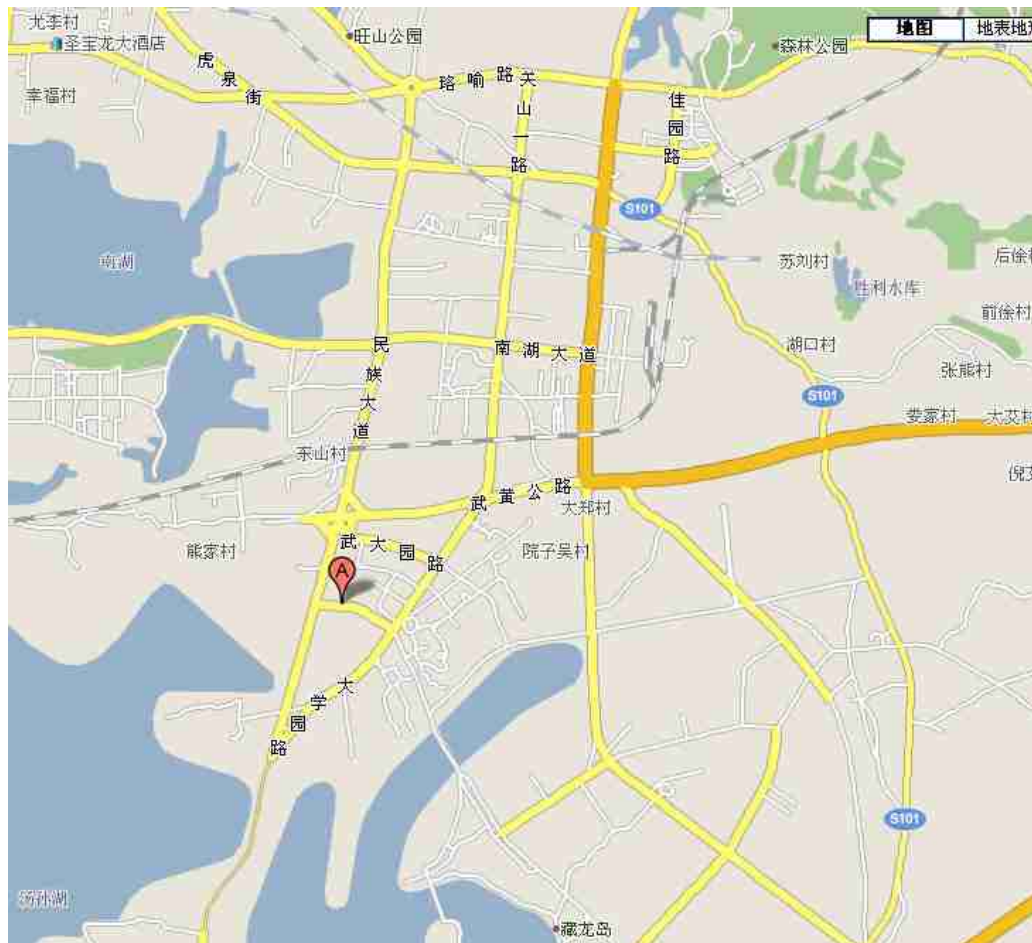 尤李村
圣宝龙大酒店
旺山公园
森林公园
地图
地表地形
幸福村
虎泉街
珞喻路
关山一路
佳园路
S101
南湖
苏刘村
后徐村
胜利水库
前徐村
湖口村
张熊村
民族大道
南湖大道
S101
娄家村
大艾村
东山村
武黄公路
大郑村
熊家村
武大园路
院子吴村
A
大学园路
S101
汤孙湖
藏龙岛